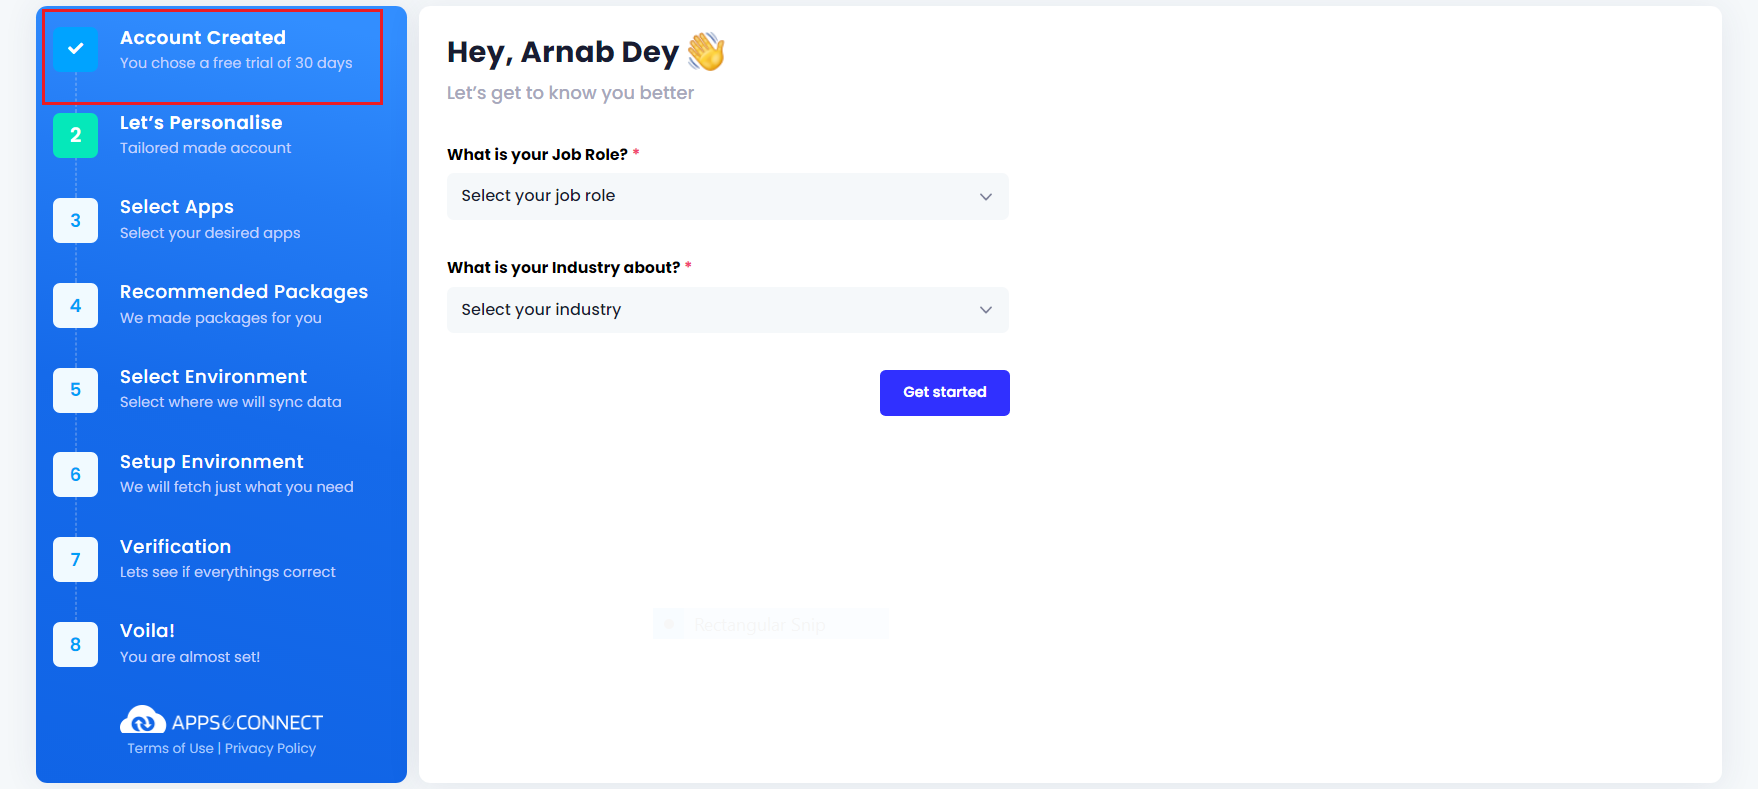 Account Created
You chose a free trial of 30 days
2
Let's Personalise
Tailored made account
3
Select Apps
Select your desired apps
4
Recommended Packages
We made packages for you
5
Select Environment
Select where we will sync data
6
Setup Environment
We will fetch just what you need
7
Verification
Lets see if everythings correct
8
Voila!
You are almost set!
APPSeCONNECT
Terms of Use | Privacy Policy
Hey, Arnab Dey
Let's get to know you better
What is your Job Role? *
Select your job role
What is your Industry about? *
Select your industry
Get started
Rectangular Snip